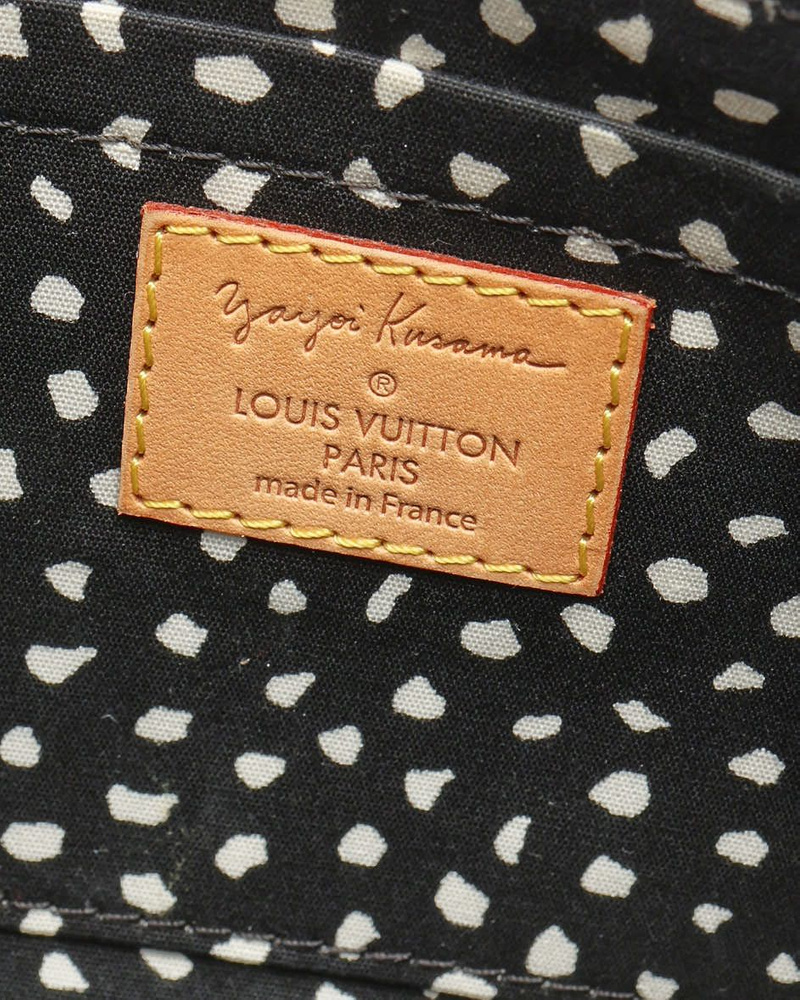 Yayoi Kusama
®
LOUIS VUITTON
PARIS
made in France